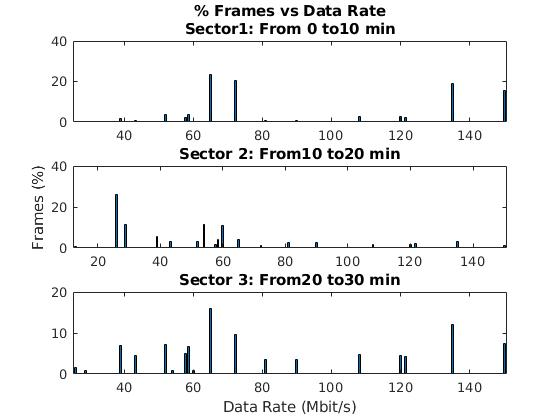 % Frames vs Data Rate
Sector1: From 0 to10 min
40
20
0
40 60 80 100 120 140
Sector 2: From10 to20 min
40
20
0
20 40 60 80 100 120 140
Frames (%)
Sector 3: From20 to30 min
20
10
0
40 60 80 100 120 140
Data Rate (Mbit/s)